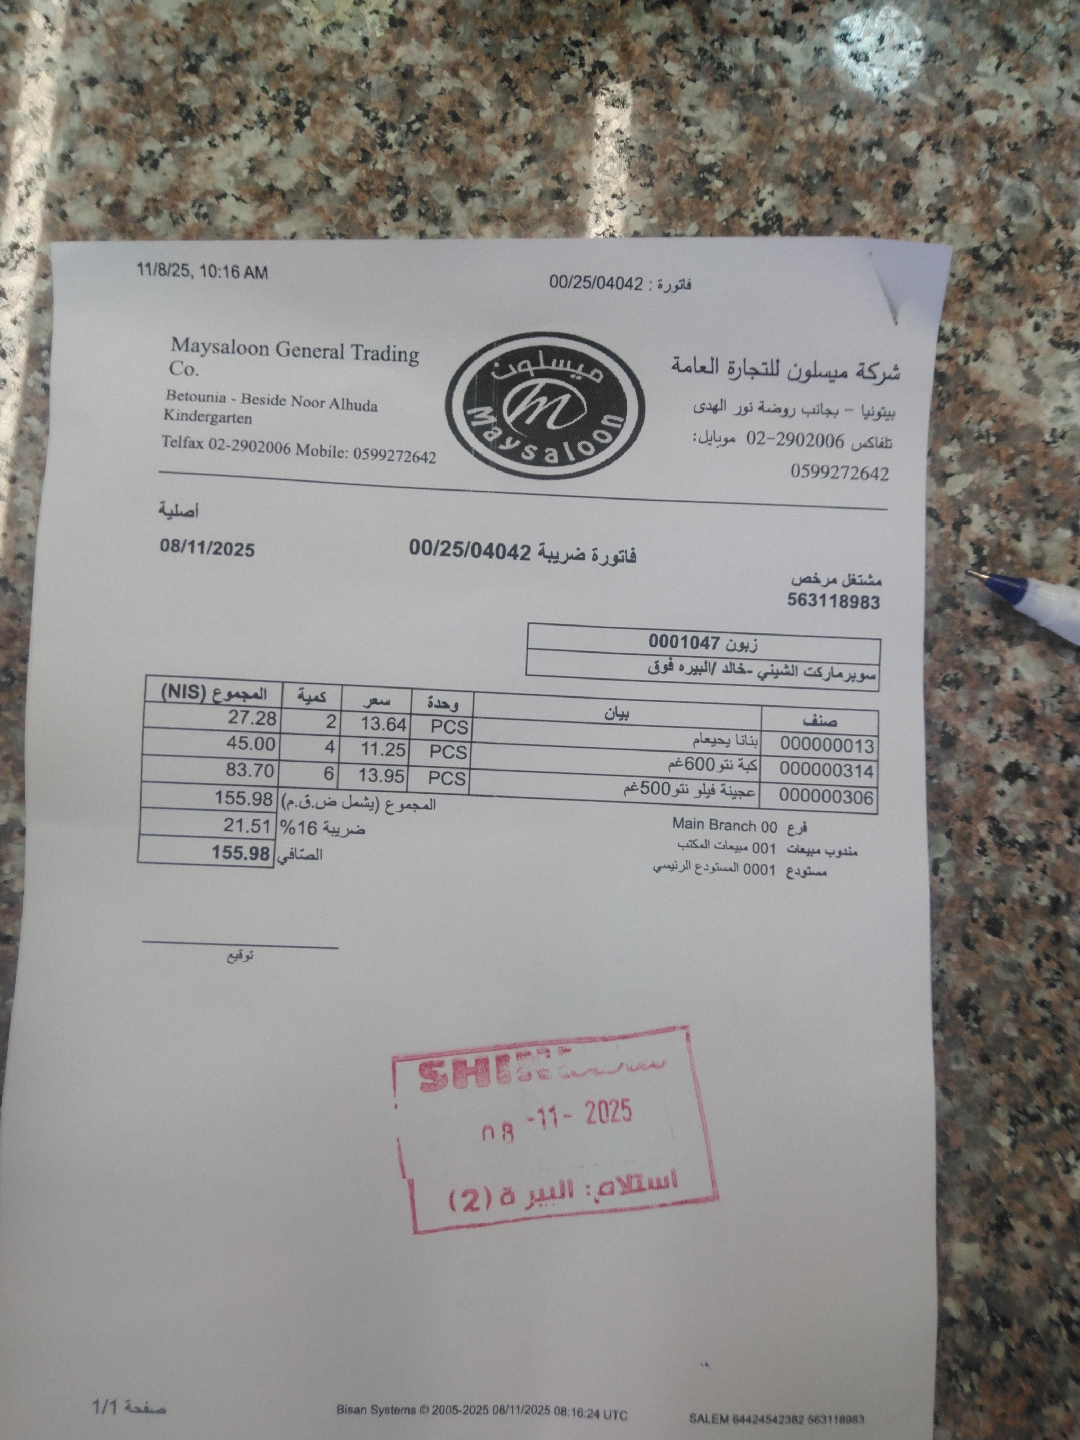 11/8/25, 10:16 AM
فاتورة : 00/25/04042
Maysaloon General Trading
Co.
Betounia - Beside Noor Alhuda
Kindergarten
Telfax 02-2902006 Mobile: 0599272642
ميسلون
Maysaloon
شركة ميسلون للتجارة العامة
بيتونيا - بجانب روضة نور الهدى
تلفاكس 2902006-02 موبايل:
0599272642
أصلية
08/11/2025
فاتورة ضريبة 00/25/04042
مشتغل مرخص
563118983
زبون 0001047
سوبرماركت الشيني -خالد /البيره فوق
صنف بيان وحدة سعر كمية المجموع (NIS)
000000013 بنانا يحيعام PCS 13.64 2 27.28
000000314 كبة نتو600غم PCS 11.25 4 45.00
000000306 عجينة فيلو نتو500غم PCS 13.95 6 83.70
المجموع (يشمل ض.ق.م) 155.98
ضريبة 16% 21.51
الصّافي 155.98
فرع 00 Main Branch
مندوب مبيعات 001 مبيعات المكتب
مستودع 0001 المستودع الرئيسي
توقيع
08 -11- 2025
استلام: البيرة (2)
صفحة 1/1
Bisan Systems © 2005-2025 08/11/2025 08:16:24 UTC
SALEM 64424542382 563118983